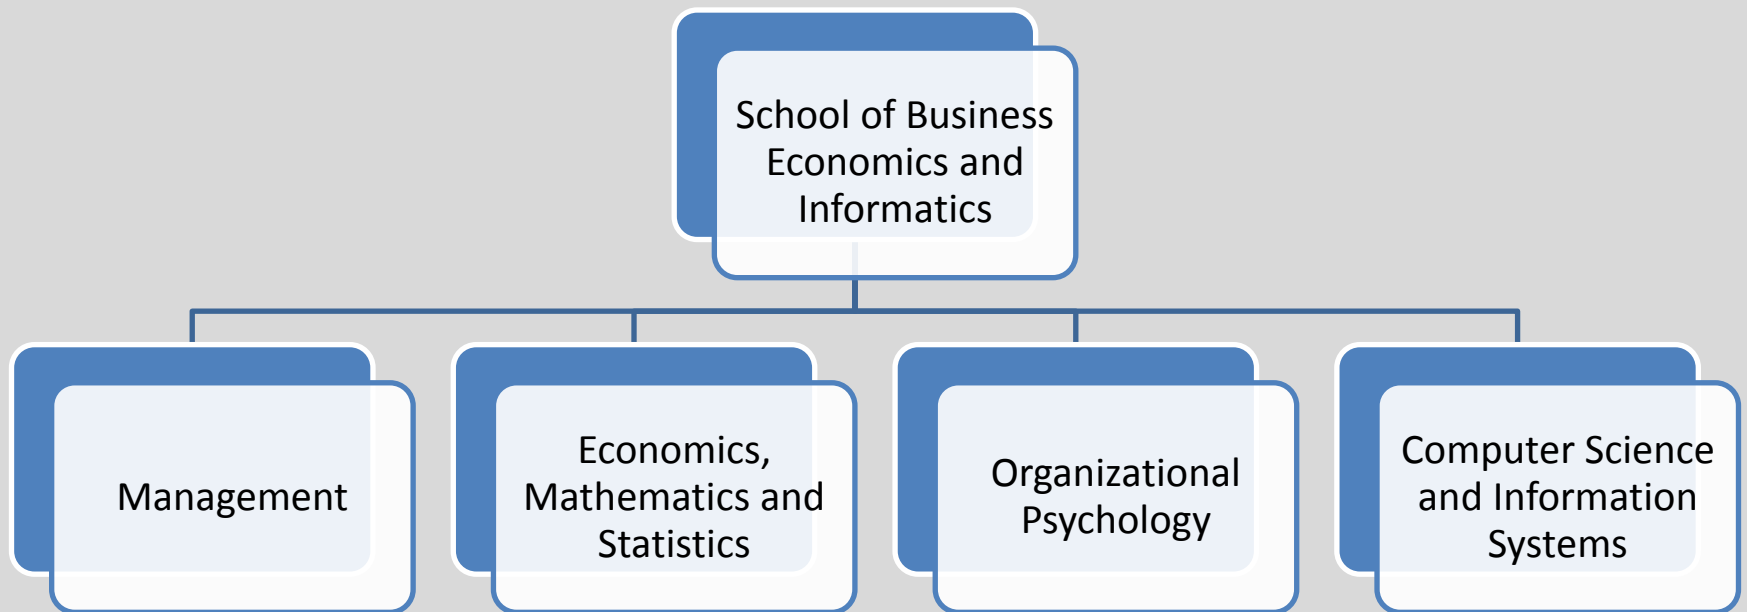 School of Business
Economics and
Informatics
Management
Economics,
Mathematics and
Statistics
Organizational
Psychology
Computer Science
and Information
Systems